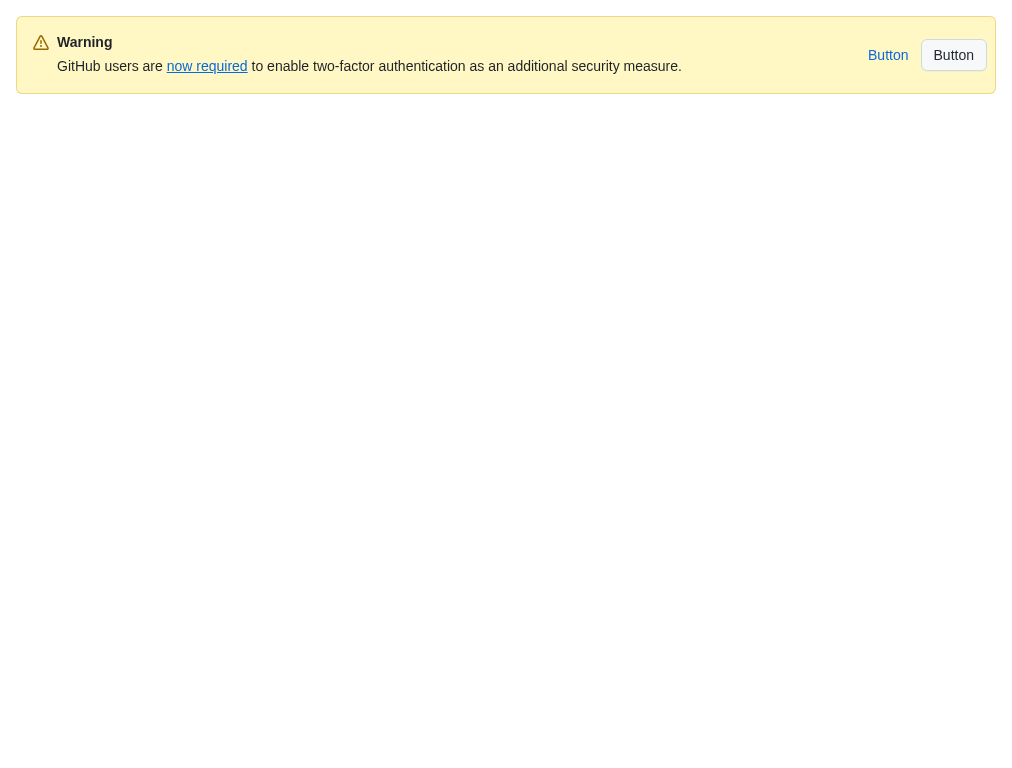 Warning
GitHub users are now required to enable two-factor authentication as an additional security measure.
Button
Button